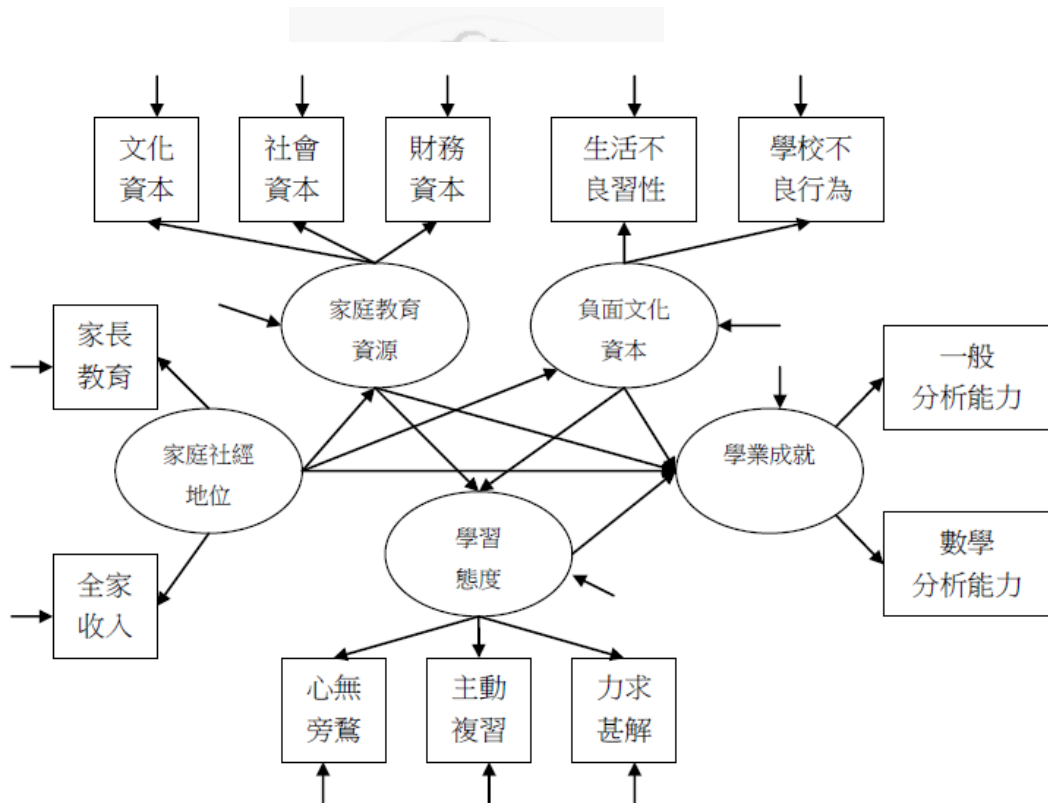 文化
資本
社會
資本
財務
資本
生活不
良習性
學校不
良行為
家庭教育
資源
負面文化
資本
家長
教育
一般
分析能力
家庭社經
地位
學業成就
學習
態度
全家
收入
數學
分析能力
心無
旁鶩
主動
複習
力求
甚解